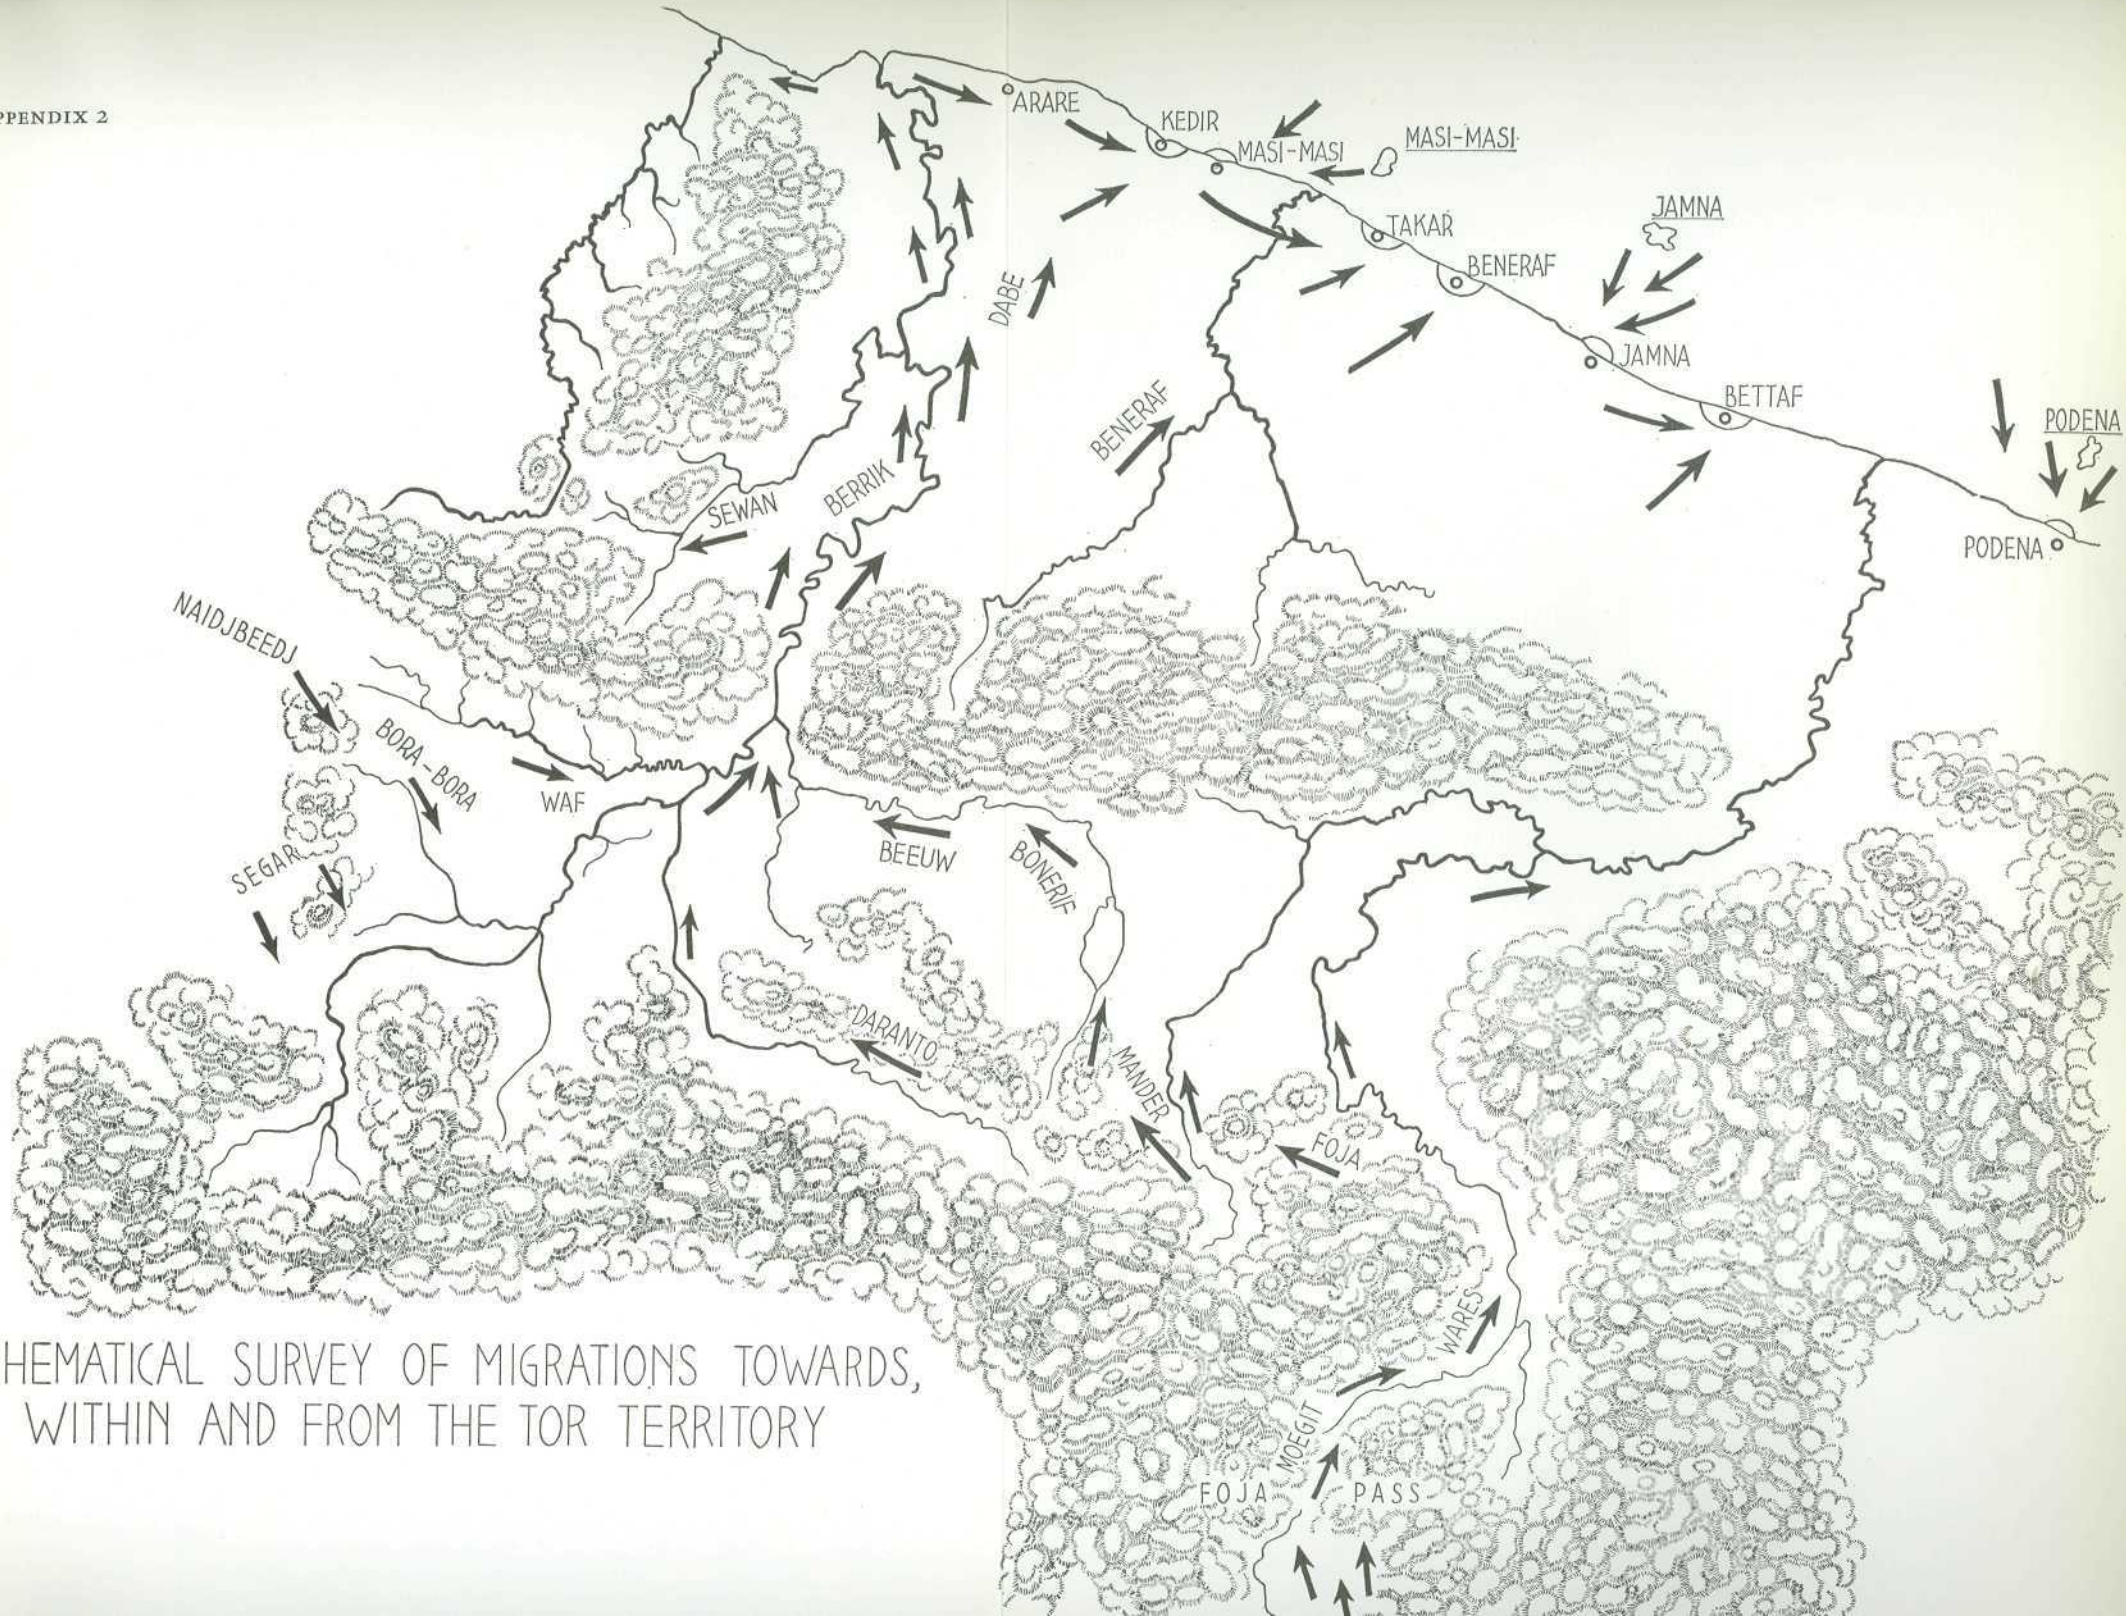 PPENDIX 2
ARARE
KEDIR
MASI-MASI
MASI-MASI
JAMNA
TAKAR
BENERAF
DABE
JAMNA
BETTAF
PODENA
BENERAF
PODENA
SEWAN
BERRIK
NAIDJBEEDJ
BORA-BORA
WAF
SEGAR
BEEUW
BONERIF
DARANTO
MANDER
FOJA
WARES
MOEGIT
FOJA PASS
HEMATICAL SURVEY OF MIGRATIONS TOWARDS,
WITHIN AND FROM THE TOR TERRITORY